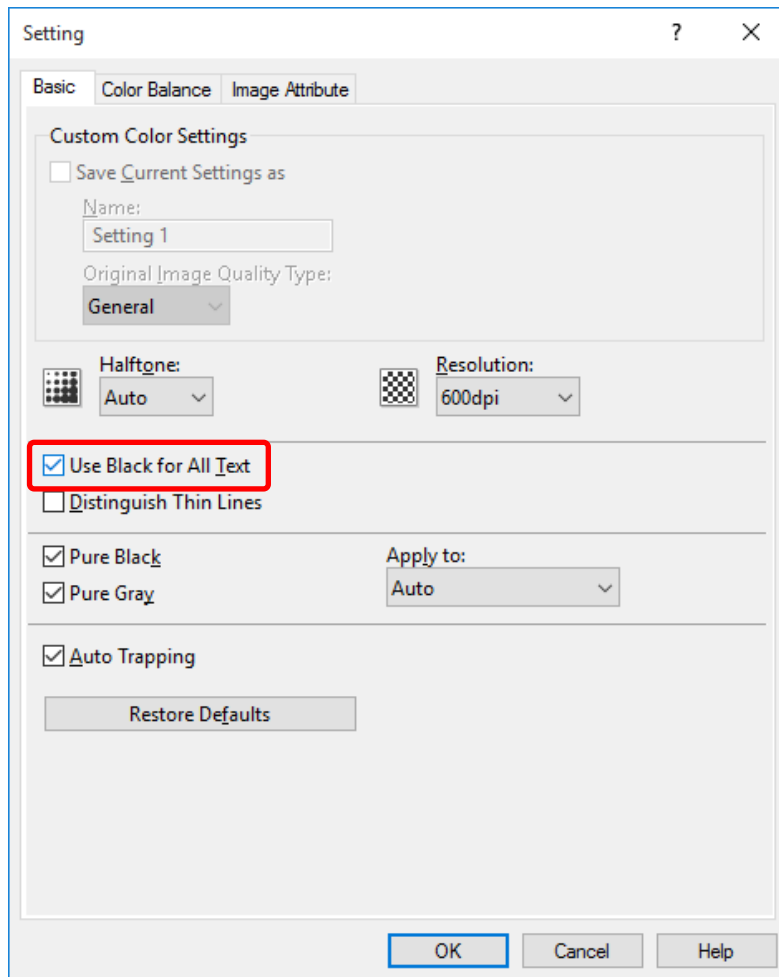 Setting ?
Basic Color Balance Image Attribute
Custom Color Settings
Save Current Settings as
Name:
Setting 1
Original Image Quality Type:
General
Halftone: Resolution:
Auto 600dpi
Use Black for All Text
Distinguish Thin Lines
Pure Black Apply to:
Pure Gray Auto
Auto Trapping
Restore Defaults
OK Cancel Help